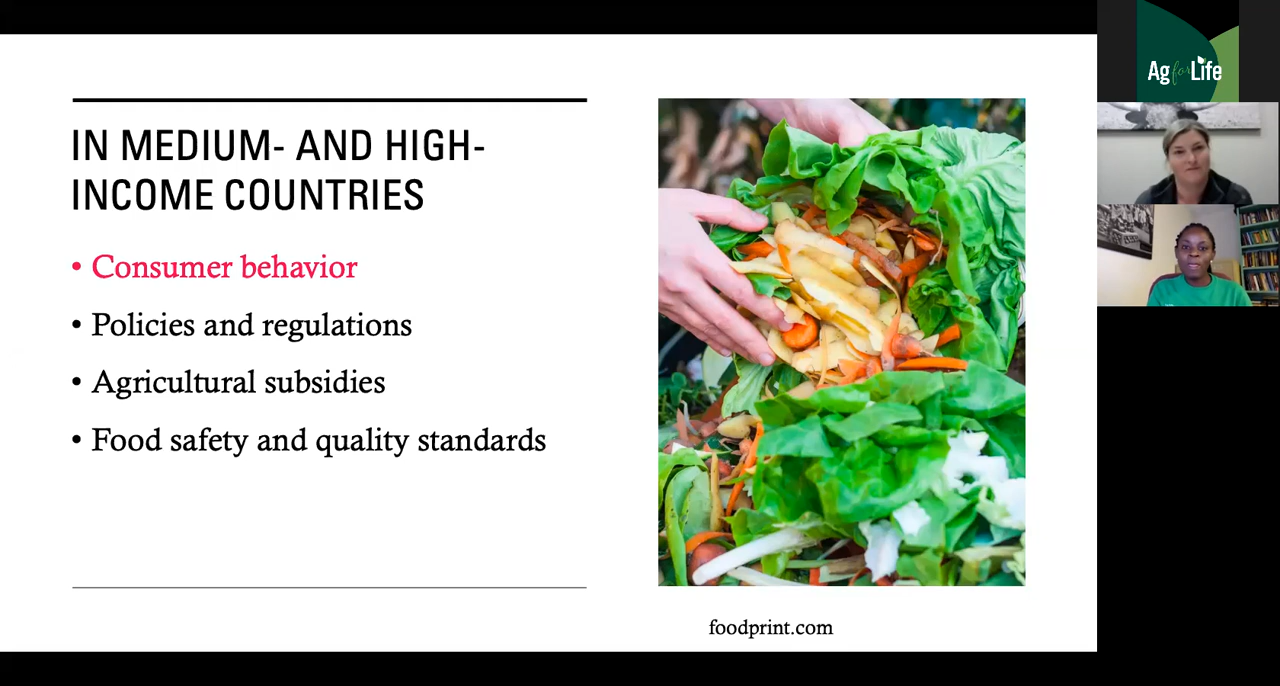 IN MEDIUM- AND HIGH-
INCOME COUNTRIES
• Consumer behavior
• Policies and regulations
• Agricultural subsidies
• Food safety and quality standards
foodprint.com
Ag for Life